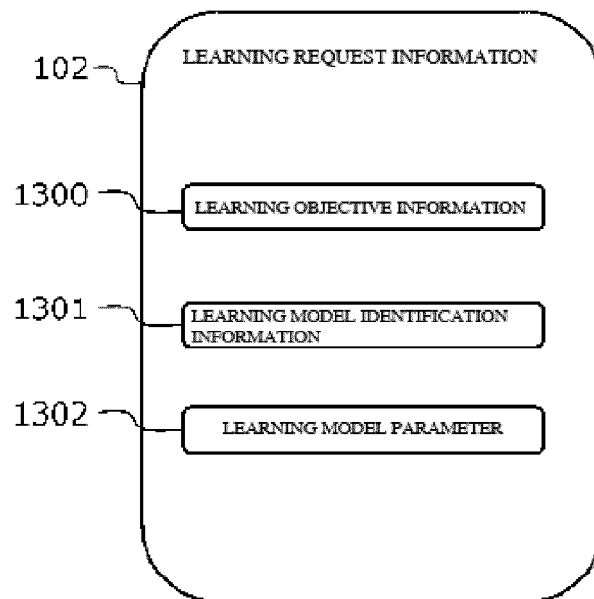 LEARNING REQUEST INFORMATION
102
1300
LEARNING OBJECTIVE INFORMATION
1301
LEARNING MODEL IDENTIFICATION
INFORMATION
1302
LEARNING MODEL PARAMETER